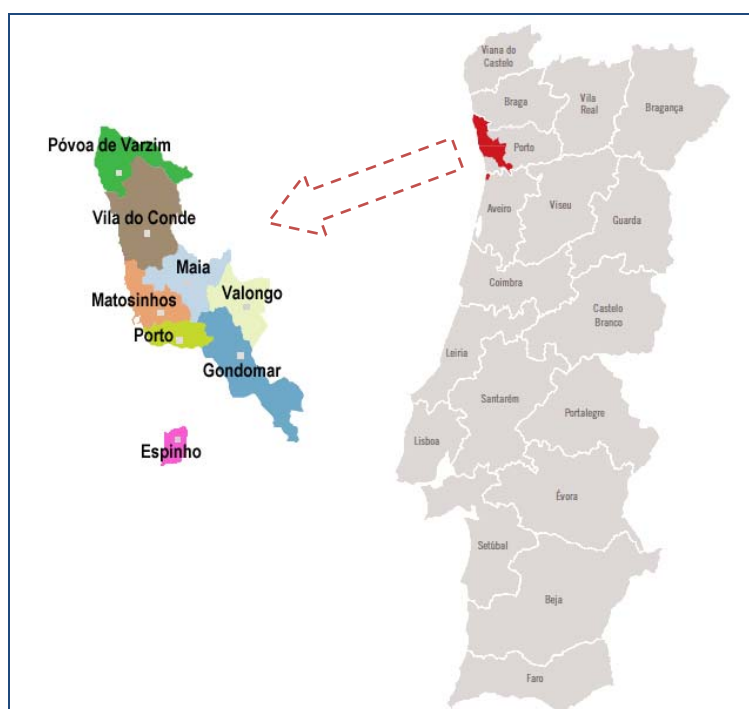 Póvoa de Varzim
Vila do Conde
Maia
Matosinhos
Valongo
Porto
Gondomar
Espinho
Viana do
Castelo
Braga
Vila
Real
Bragança
Porto
Aveiro
Viseu
Guarda
Coimbra
Castelo
Branco
Leiria
Santarém
Portalegre
Lisboa
Évora
Setúbal
Beja
Faro